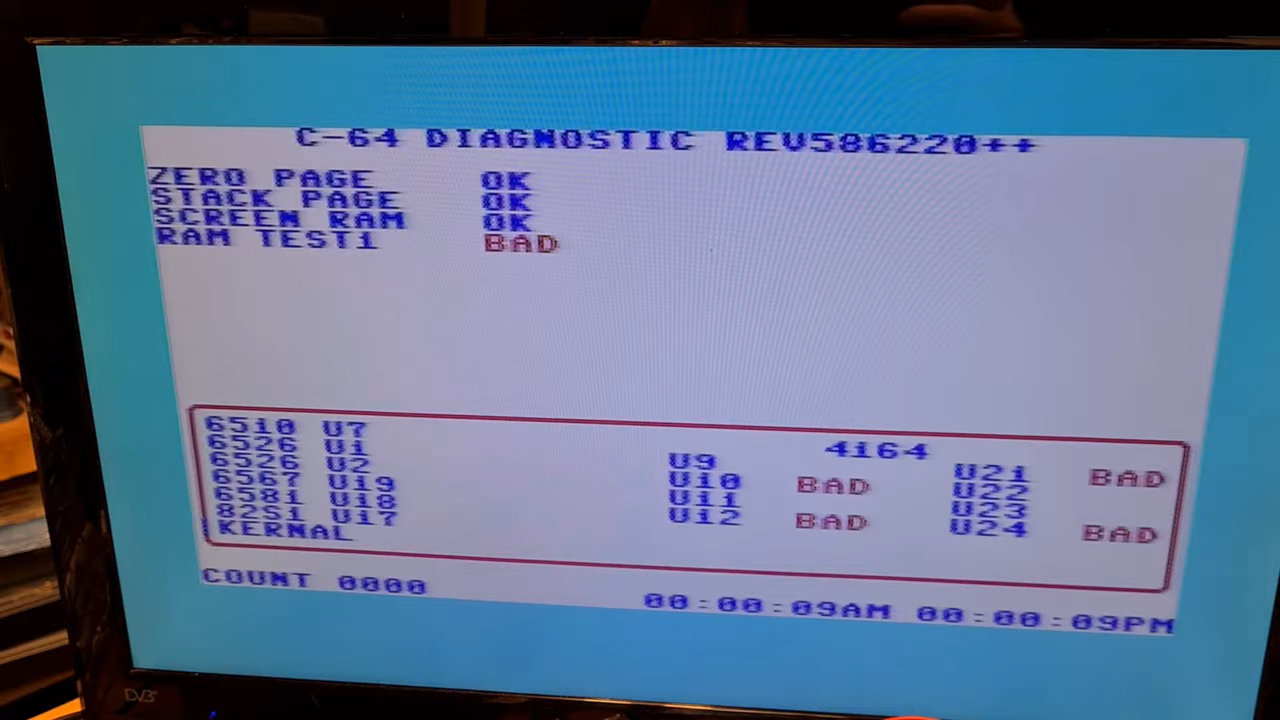 C-64 DIAGNOSTIC REV586220++
ZERO PAGE OK
STACK PAGE OK
SCREEN RAM OK
RAM TEST1 BAD
4164
6510 U7
6526 U1
6526 U2
6567 U19
6581 U18
82S1 U17
KERNAL
U9
U10 BAD
U11
U12 BAD
U21 BAD
U22
U23
U24 BAD
COUNT 0000
00:00:09AM 00:00:09PM
DVB